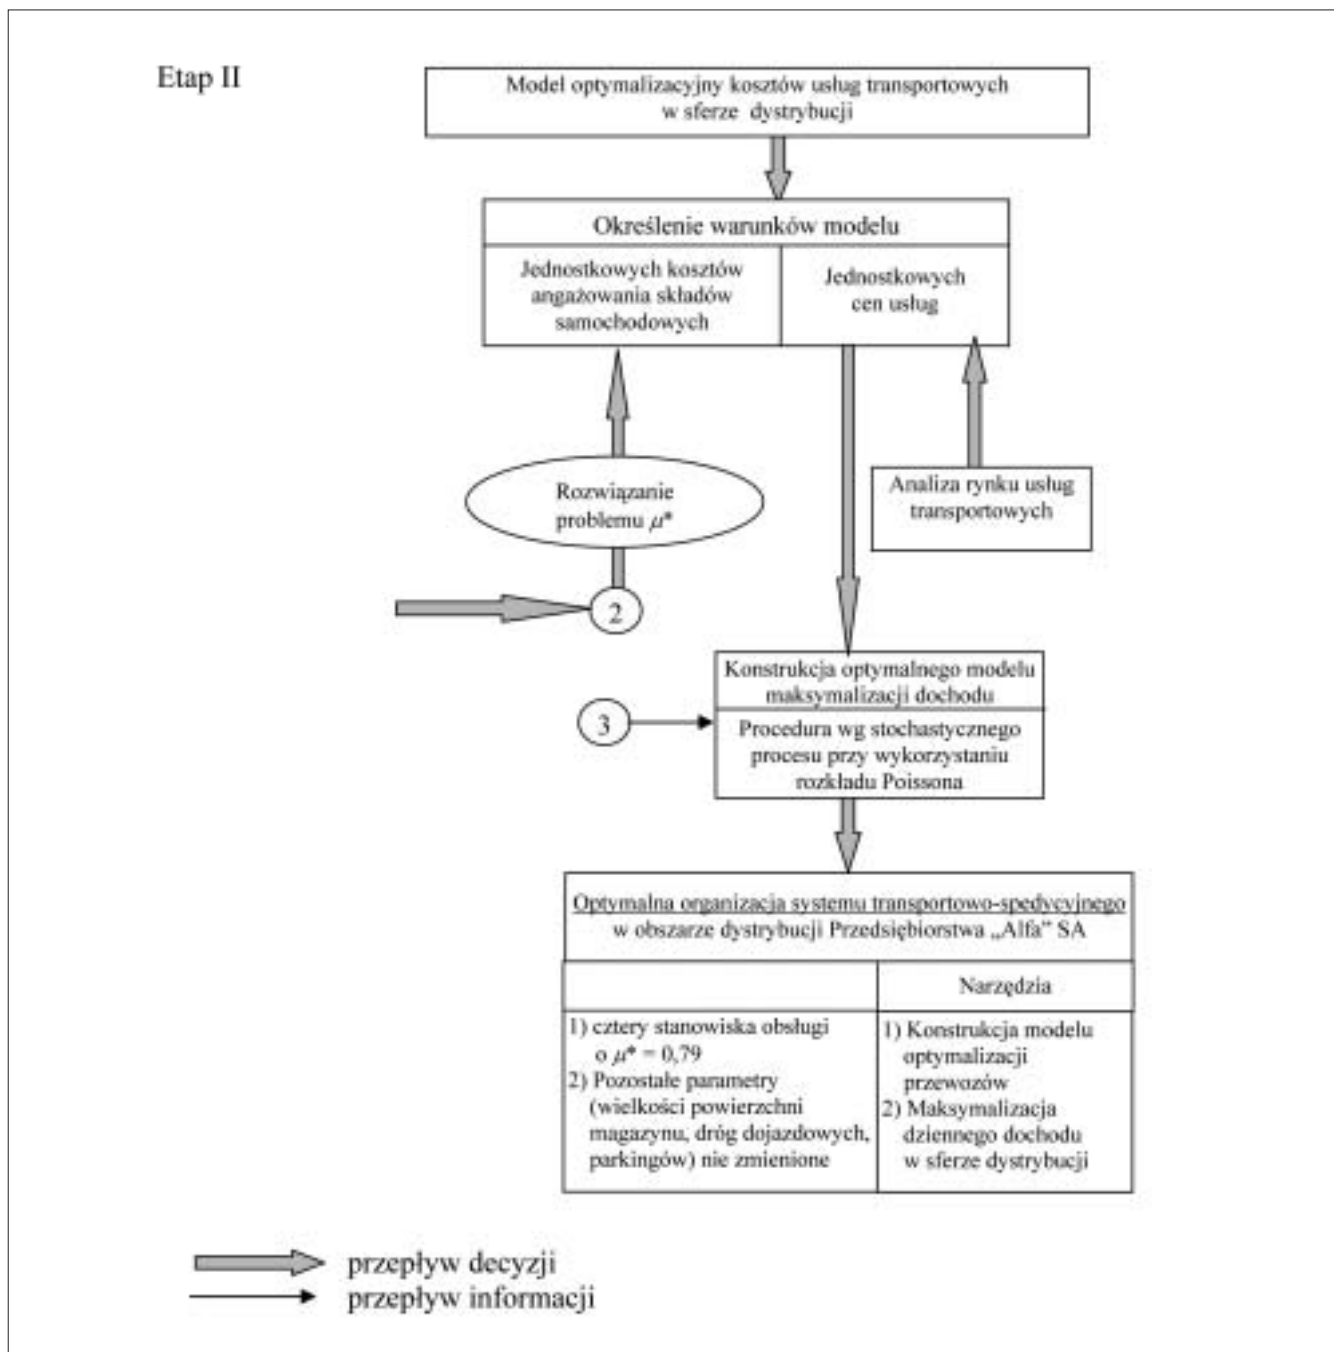 Etap II
Model optymalizacyjny kosztów usług transportowych
w sferze dystrybucji
Określenie warunków modelu
Jednostkowych kosztów
angażowania składów
samochodowych
Jednostkowych
cen usług
Rozwiązanie
problemu μ*
Analiza rynku usług
transportowych
2
Konstrukcja optymalnego modelu
maksymalizacji dochodu
3
Procedura wg stochastycznego
procesu przy wykorzystaniu
rozkładu Poissona
Optymalna organizacja systemu transportowo-spedycyjnego
w obszarze dystrybucji Przedsiębiorstwa „Alfa” SA
Narzędzia
1) cztery stanowiska obsługi
o μ* = 0,79
2) Pozostałe parametry
(wielkości powierzchni
magazynu, dróg dojazdowych,
parkingów) nie zmienione
1) Konstrukcja modelu
optymalizacji
przewozów
2) Maksymalizacja
dziennego dochodu
w sferze dystrybucji
przepływ decyzji
przepływ informacji